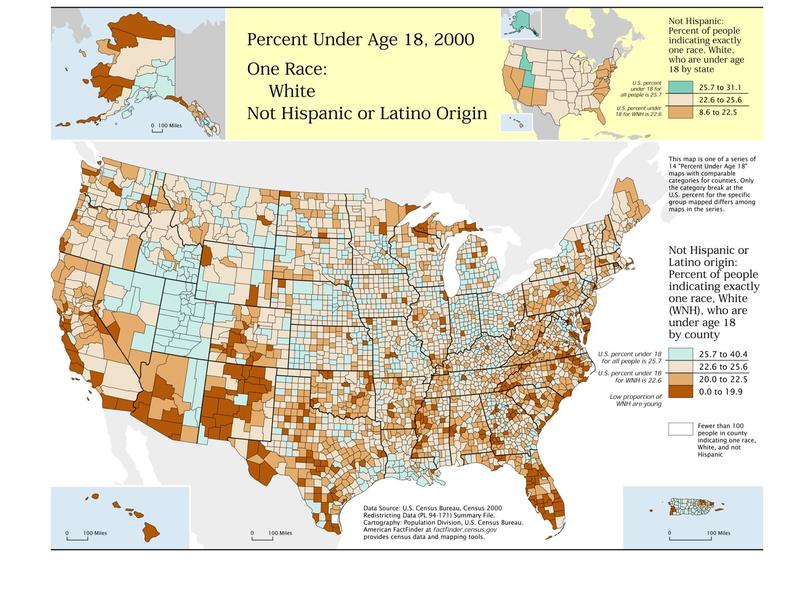 Percent Under Age 18, 2000
One Race:
White
Not Hispanic or Latino Origin
0 100 Miles
Not Hispanic:
Percent of people
indicating exactly
one race, White,
who are under age
18 by state
U.S. percent
under 18 for
all people is 25.7
U.S. percent under
18 for WNH is 22.6
25.7 to 31.1
22.6 to 25.6
8.6 to 22.5
This map is one of a series of
14 "Percent Under Age 18"
maps with comparable
categories for counties. Only
the category break at the
U.S. percent for the specific
group mapped differs among
maps in the series.
Not Hispanic or
Latino origin:
Percent of people
indicating exactly
one race, White
(WNH), who are
under age 18
by county
U.S. percent under 18
for all people is 25.7
U.S. percent under 18
for WNH is 22.6
Low proportion of
WNH are young
25.7 to 40.4
22.6 to 25.6
20.0 to 22.5
0.0 to 19.9
Fewer than 100
people in county
indicating one race,
White, and not
Hispanic
Data Source: U.S. Census Bureau, Census 2000
Redistricting Data (PL 94-171) Summary File.
Cartography: Population Division, U.S. Census Bureau.
American FactFinder at factfinder.census.gov
provides census data and mapping tools.
0 100 Miles
0 100 Miles
0 100 Miles